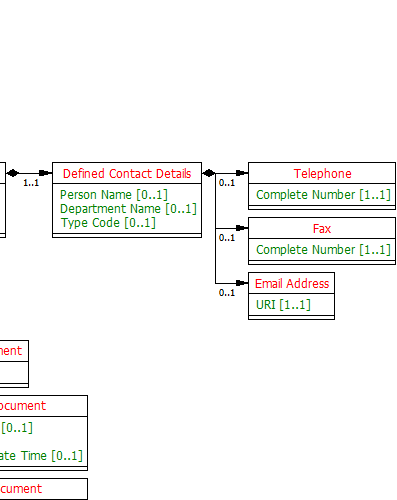 Defined Contact Details
Person Name [0..1]
Department Name [0..1]
Type Code [0..1]
1..1
Telephone
Complete Number [1..1]
0..1
Fax
Complete Number [1..1]
0..1
Email Address
URI [1..1]
0..1
ment
ocument
[0..1]
ate Time [0..1]
cument